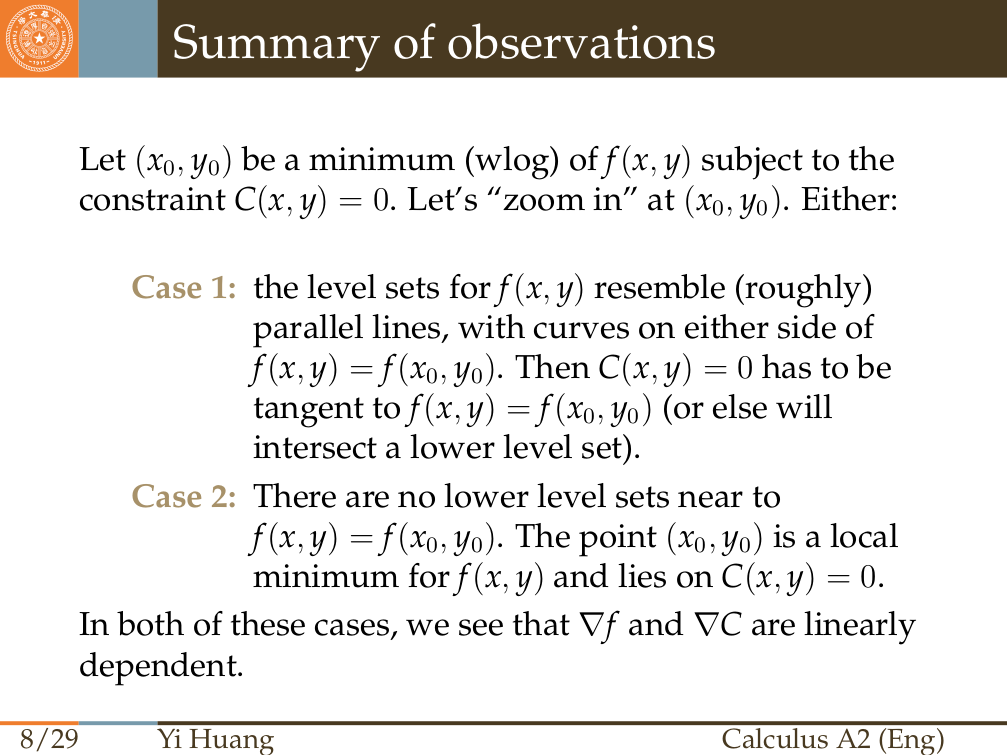 Summary of observations
Let (x₀, y₀) be a minimum (wlog) of f(x, y) subject to the
constraint C(x, y) = 0. Let’s “zoom in” at (x₀, y₀). Either:
Case 1: the level sets for f(x, y) resemble (roughly)
parallel lines, with curves on either side of
f(x, y) = f(x₀, y₀). Then C(x, y) = 0 has to be
tangent to f(x, y) = f(x₀, y₀) (or else will
intersect a lower level set).
Case 2: There are no lower level sets near to
f(x, y) = f(x₀, y₀). The point (x₀, y₀) is a local
minimum for f(x, y) and lies on C(x, y) = 0.
In both of these cases, we see that ∇f and ∇C are linearly
dependent.
8/29 Yi Huang Calculus A2 (Eng)